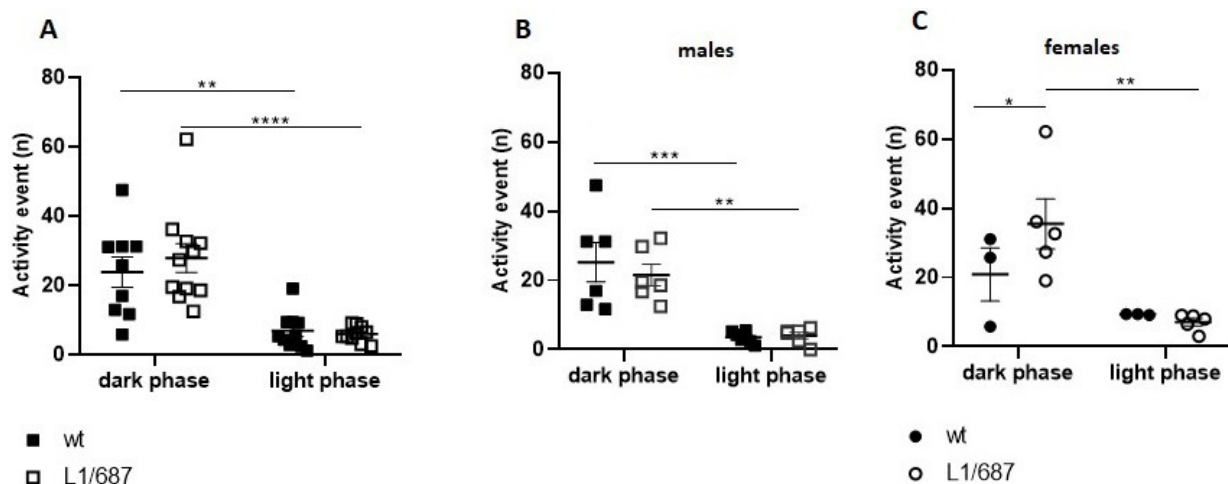 A
Activity event (n)
80
60
40
20
0
**
****
dark phase
light phase
wt
L1/687
B
males
Activity event (n)
80
60
40
20
0
***
**
dark phase
light phase
C
females
Activity event (n)
80
60
40
20
0
*
**
dark phase
light phase
wt
L1/687